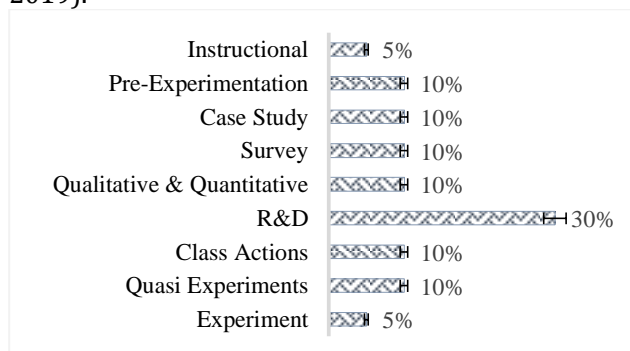 2019).
Instructional 5%
Pre-Experimentation 10%
Case Study 10%
Survey 10%
Qualitative & Quantitative 10%
R&D 30%
Class Actions 10%
Quasi Experiments 10%
Experiment 5%